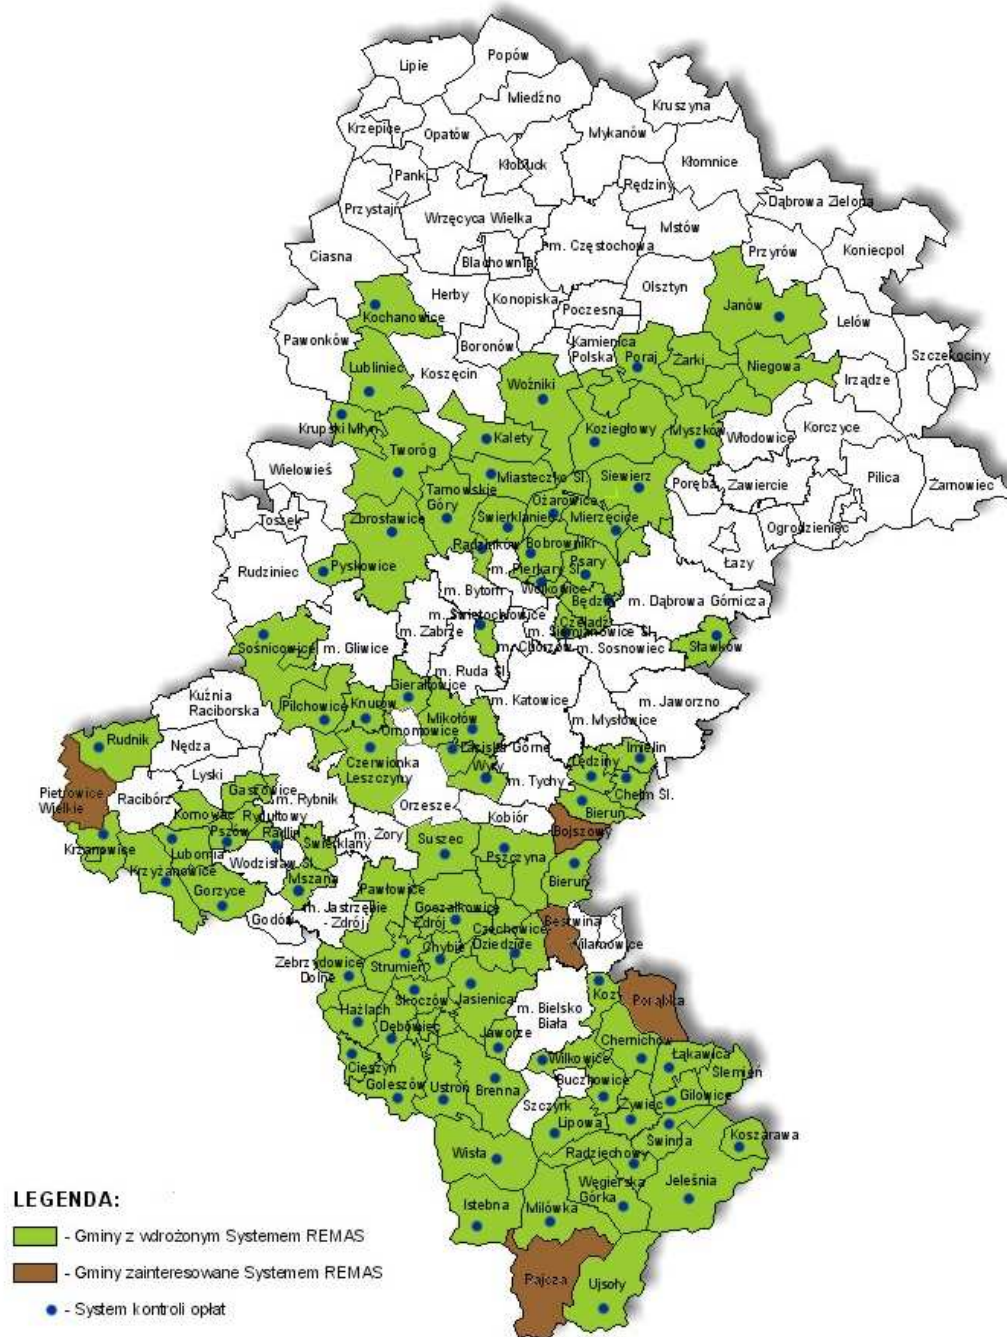 Popów
Lipie
Miedźno
Kruszyna
Krzepice
Opatów
Mykanów
Kłobuck
Kłomnice
Panki
Rędziny
Przystajń
Wrzęcyca Wielka
Dąbrowa Zielona
Mstów
m. Częstochowa
Przyrów
Koniecpol
Ciasna
Blachownia
Olsztyn
Herby
Konopiska
Poczesna
Janów
Kochanowice
Lelów
Pawonków
Boronów
Kamienica
Polska
Poraj
Żarki
Szczekociny
Lubliniec
Koszęcin
Woźniki
Niegowa
Irządze
Krupski Młyn
Kalety
Koziegłowy
Myszków
Włodowice
Korczyce
Tworóg
Wielowieś
Miasteczko Śl.
Siewierz
Poręba
Zawiercie
Pilica
Żarnowiec
Tarnowskie
Góry
Ożarowice
Toszek
Zbrosławice
Świerklaniec
Mierzęcice
Ogrodzieniec
Radzinków
Bobrowniki
Rudziniec
Pyskowice
m. Pierkary Śl.
Psary
Łazy
m. Bytom
Wojkowice
Będzin
m. Dąbrowa Górnicza
m. Świętochłowice
Czeladź
m. Zabrze
m. Siemianowice Śl.
Sośnicowice
m. Gliwice
m. Chorzów
m. Sosnowiec
Sławków
m. Ruda Śl.
Gierałtowice
Kuźnia
Raciborska
Pilchowice
Knurów
m. Katowice
m. Jaworzno
Mikołów
m. Mysłowice
Ornomowice
Rudnik
Nędza
Łaziska Górne
Imielin
Czerwionka
Leszczyny
Wyry
Lędziny
Lyski
m. Tychy
Chełm Śl.
Pietrowice
Wielkie
Racibórz
Gaszowice
m. Rybnik
Orzesze
Bieruń
Kornowac
Rydułtowy
Kobiór
Bojszowy
Pszów
Radlin
Świerklany
m. Żory
Suszec
Krzanowice
Lubomia
Wodzisław Śl.
Pszczyna
Krzyżanowice
Mszana
Pawłowice
Bieruń
Gorzyce
m. Jastrzębie
- Zdrój
Goczałkowice
Zdrój
Godów
Bestwina
Czechowice
Dziedzice
Wilamowice
Chybie
Zebrzydowice
Dolne
Strumień
Skoczów
Jasienica
Kozy
Porąbka
m. Bielsko
Biała
Hażlach
Dębowiec
Jaworze
Chernichów
Cieszyn
Wilkowice
Łąkawica
Ślemień
Goleszów
Ustroń
Brenna
Buczkowice
Gilowice
Szczyrk
Żywiec
Lipowa
Świnna
Koszarawa
Wisła
Radziechowy
Węgierska
Górka
Jeleśnia
Istebna
Milówka
Rajcza
Ujsoły
LEGENDA:
- Gminy z wdrożonym Systemem REMAS
- Gminy zainteresowane Systemem REMAS
- System kontroli opłat